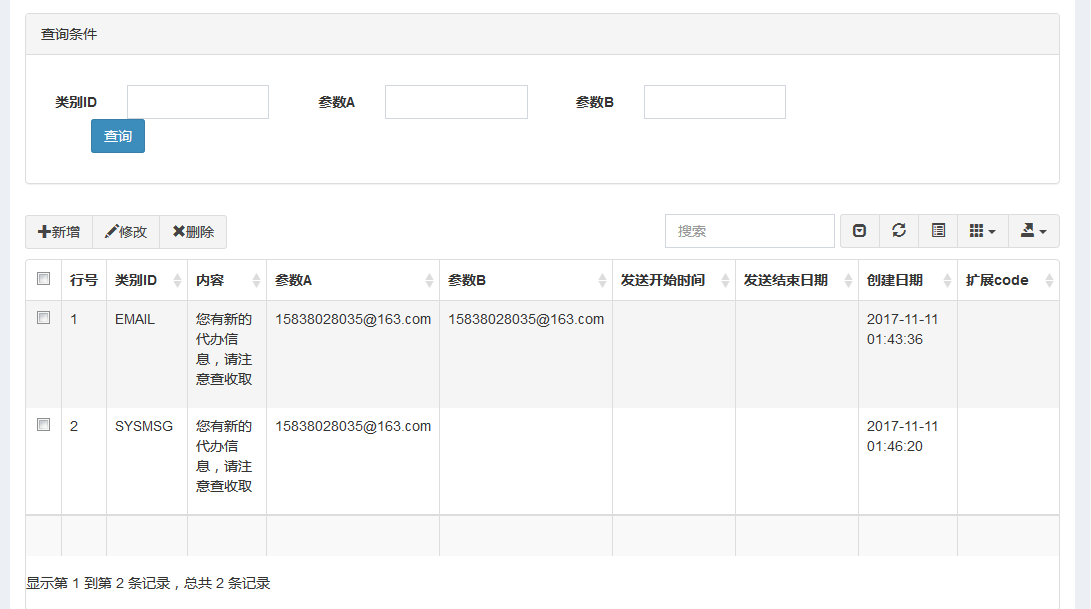 查询条件
类别ID 参数A 参数B
查询
新增 修改 删除 搜索
行号 类别ID 内容 参数A 参数B 发送开始时间 发送结束日期 创建日期 扩展code
1 EMAIL 您有新的 15838028035@163.com 15838028035@163.com 2017-11-11
代办信 01:43:36
息，请注
意查收取
2 SYSMSG 您有新的 15838028035@163.com 2017-11-11
代办信 01:46:20
息，请注
意查收取
显示第 1 到第 2 条记录，总共 2 条记录